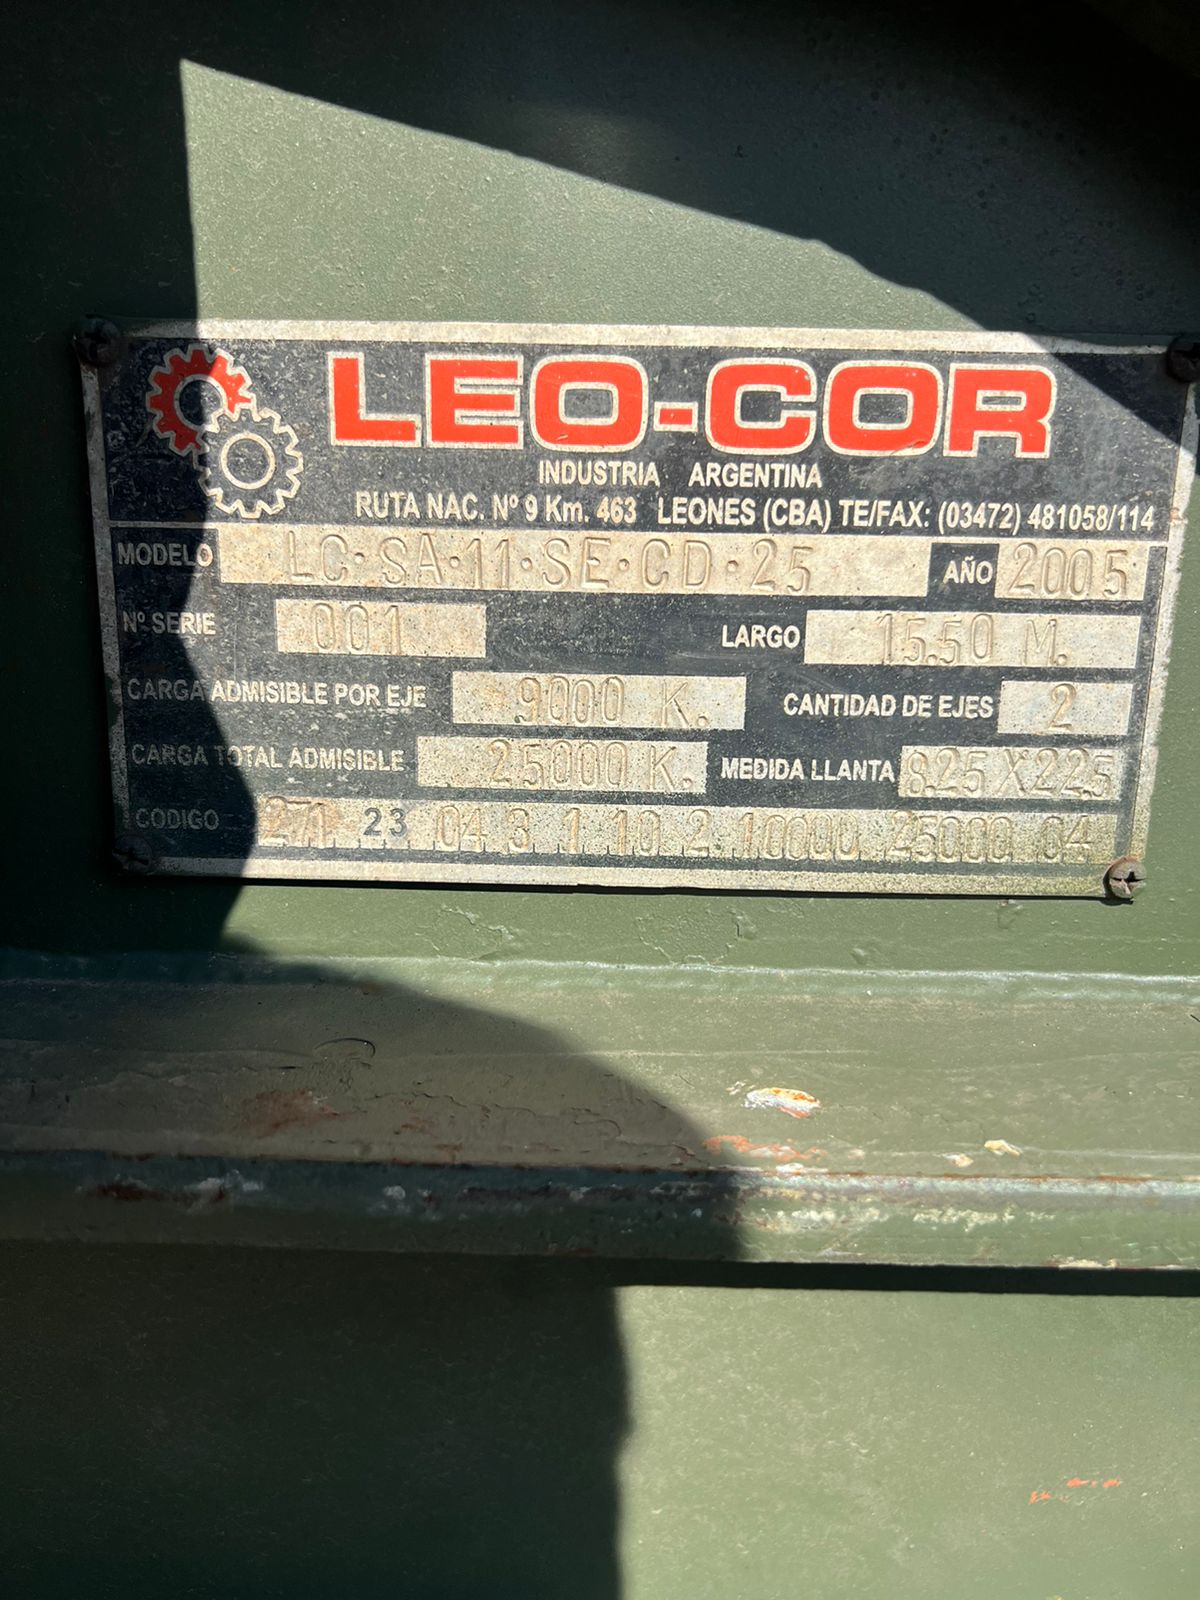 LEO-COR
INDUSTRIA ARGENTINA
RUTA NAC. Nº 9 Km. 463 LEONES (CBA) TE/FAX: (03472) 481058/114
MODELO LC·SA·11·SE·CD·25 AÑO 2005
Nº SERIE 001 LARGO 15.50 M.
CARGA ADMISIBLE POR EJE 9000 K. CANTIDAD DE EJES 2
CARGA TOTAL ADMISIBLE 25000 K. MEDIDA LLANTA 8.25X22.5
CODIGO 271 23 04 3 1 10 2 10000 25000 04